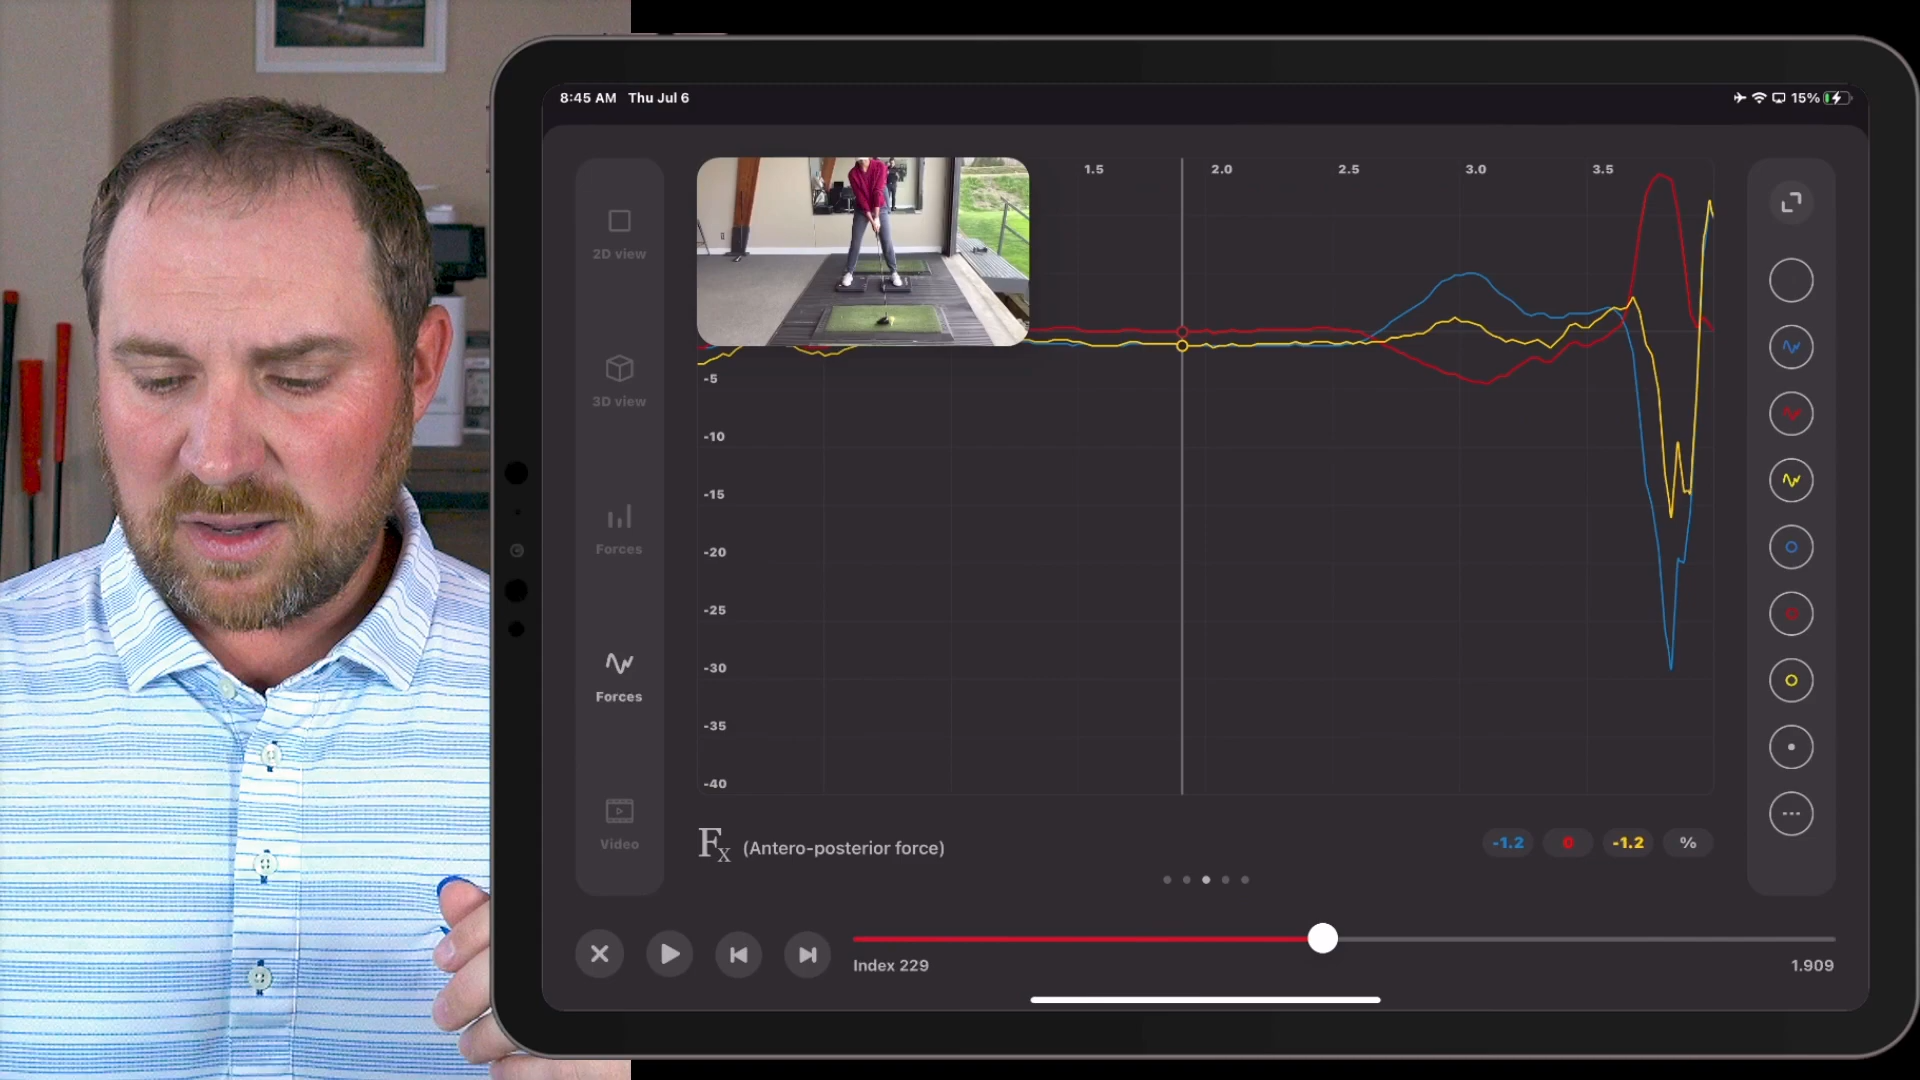 8:45 AM Thu Jul 6
15%
1.5 2.0 2.5 3.0 3.5
2D view
3D view
Forces
Forces
Video
-5
-10
-15
-20
-25
-30
-35
-40
Fx (Antero-posterior force)
-1.2 0 -1.2 %
Index 229
1.909